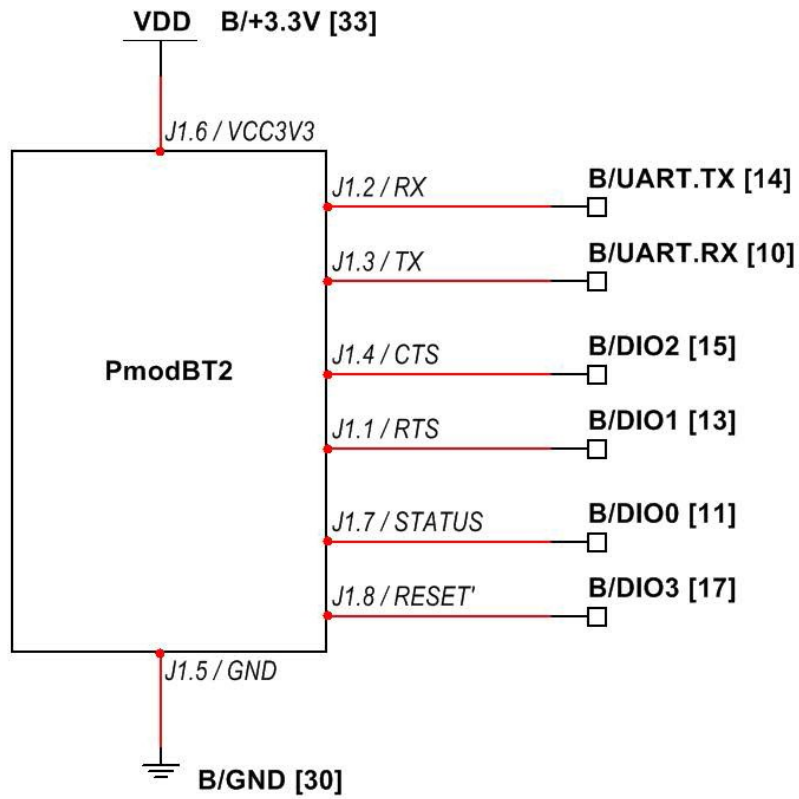 VDD B/+3.3V [33]
J1.6 / VCC3V3
J1.2 / RX B/UART.TX [14]
J1.3 / TX B/UART.RX [10]
J1.4 / CTS B/DIO2 [15]
PmodBT2
J1.1 / RTS B/DIO1 [13]
J1.7 / STATUS B/DIO0 [11]
J1.8 / RESET' B/DIO3 [17]
J1.5 / GND
B/GND [30]